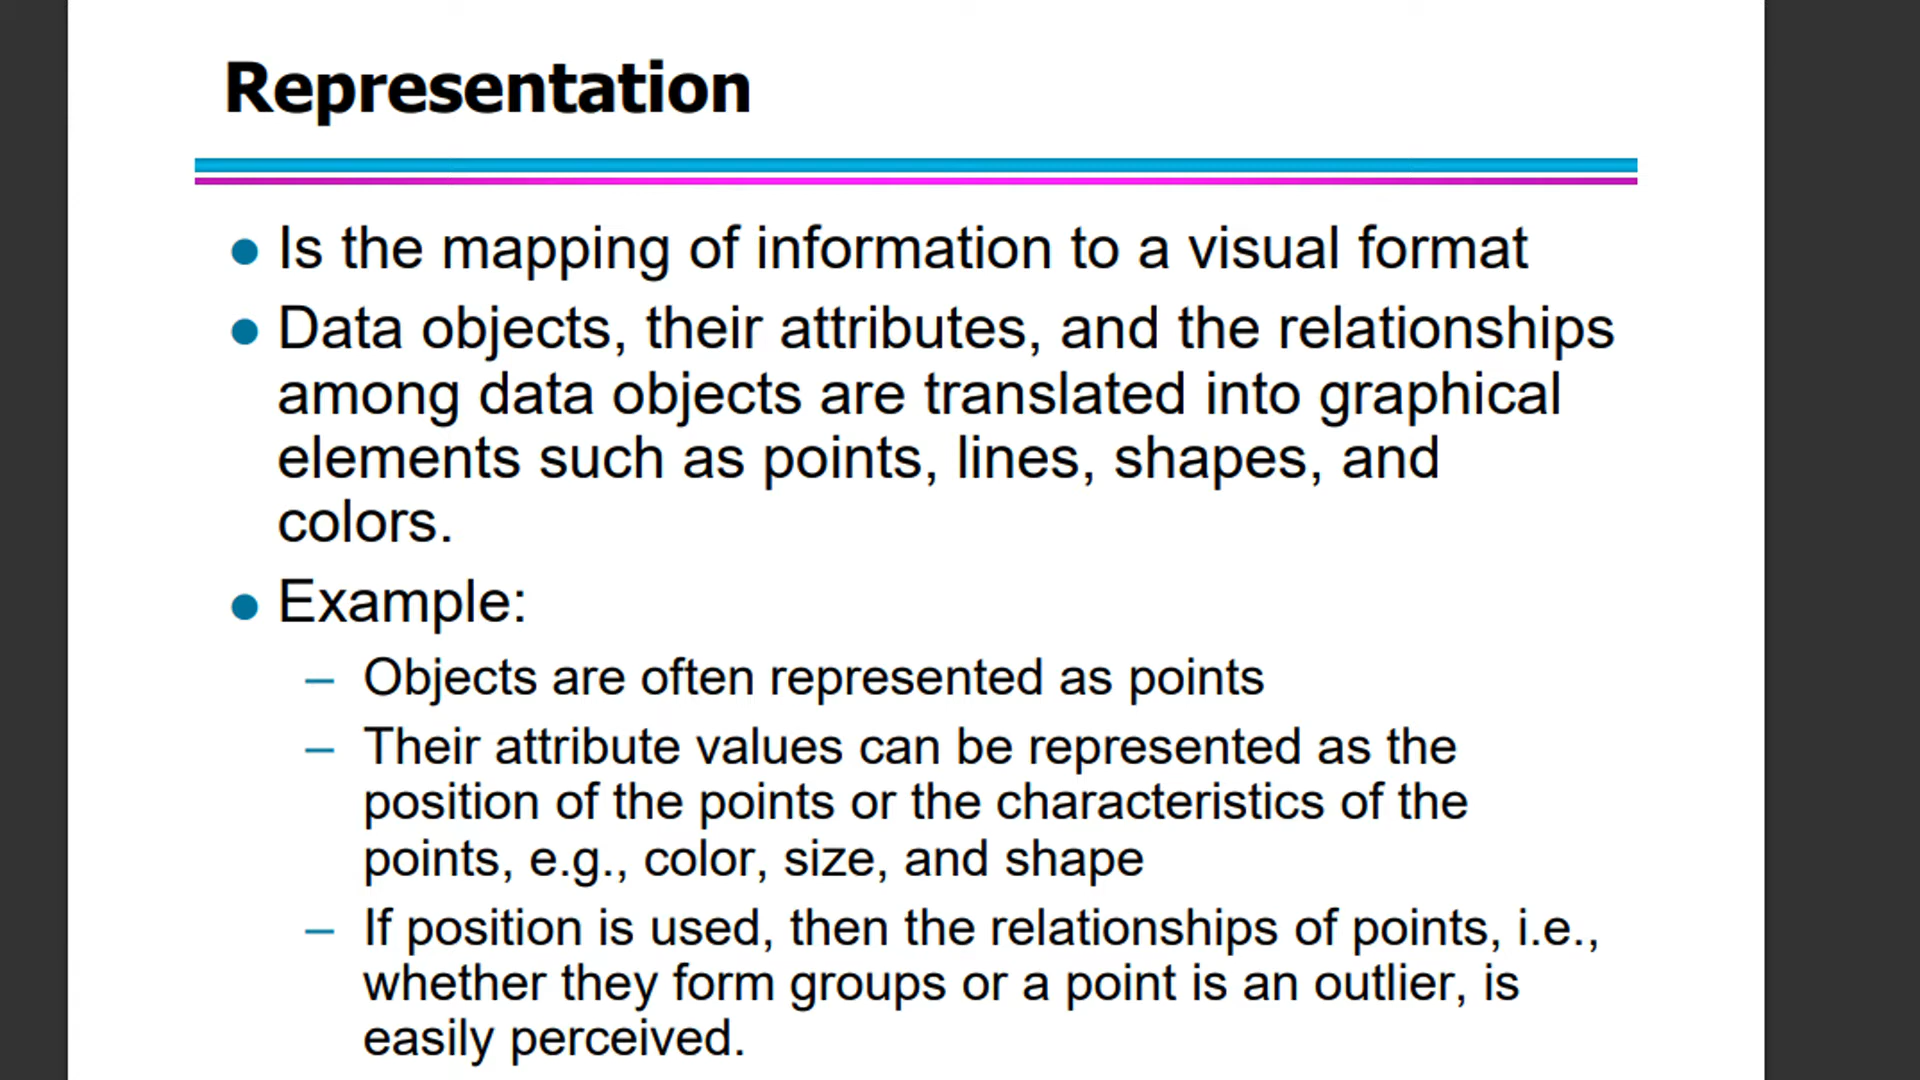 Representation
● Is the mapping of information to a visual format
● Data objects, their attributes, and the relationships
among data objects are translated into graphical
elements such as points, lines, shapes, and
colors.
● Example:
– Objects are often represented as points
– Their attribute values can be represented as the
position of the points or the characteristics of the
points, e.g., color, size, and shape
– If position is used, then the relationships of points, i.e.,
whether they form groups or a point is an outlier, is
easily perceived.